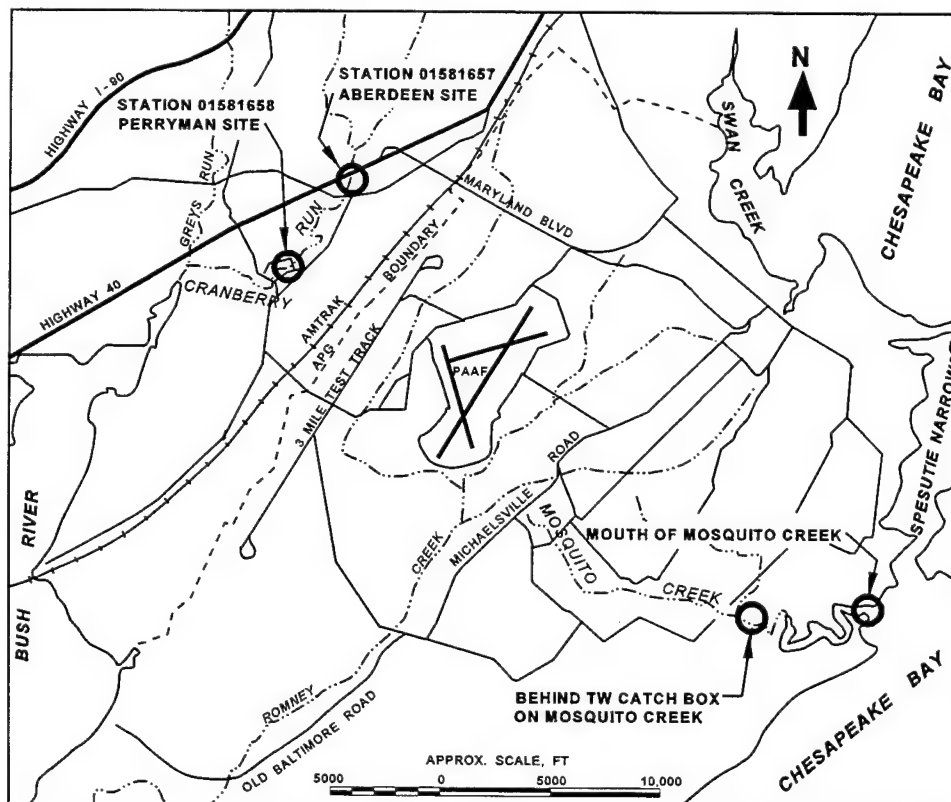 HIGHWAY I-90
STATION 01581658
PERRYMAN SITE
STATION 01581657
ABERDEEN SITE
N
SWAN
CREEK
CHESAPEAKE BAY
GREYS RUN
RUN
CRANBERRY
HIGHWAY 40
MARYLAND BLVD
AMTRAK
APG BOUNDARY
3 MILE TEST TRACK
PAAF
SPESUTIE NARROWS
BUSH RIVER
CREEK
MICHAELSVILLE ROAD
MOSQUITO
CREEK
MOUTH OF MOSQUITO CREEK
BEHIND TW CATCH BOX
ON MOSQUITO CREEK
ROMNEY
OLD BALTIMORE ROAD
CHESAPEAKE BAY
APPROX. SCALE, FT
5000 0 5000 10,000